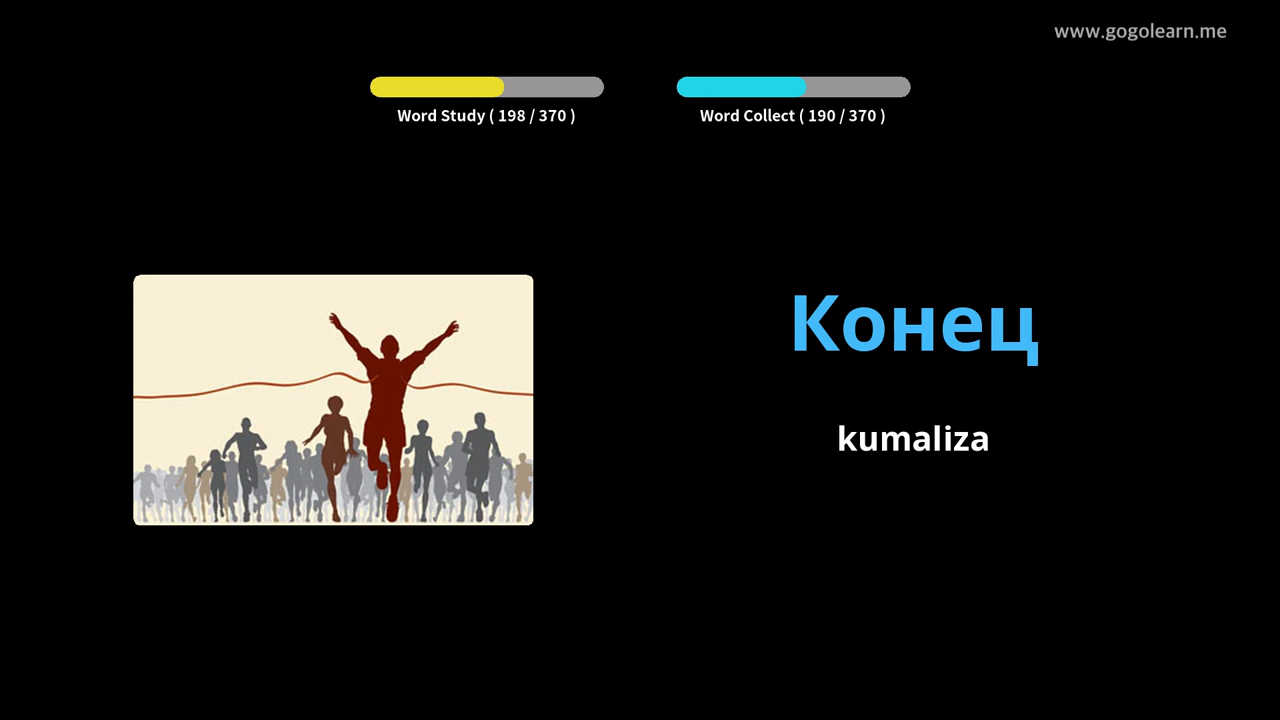 www.gogolearn.me
Word Study ( 198 / 370 )
Word Collect ( 190 / 370 )
Конец
kumaliza